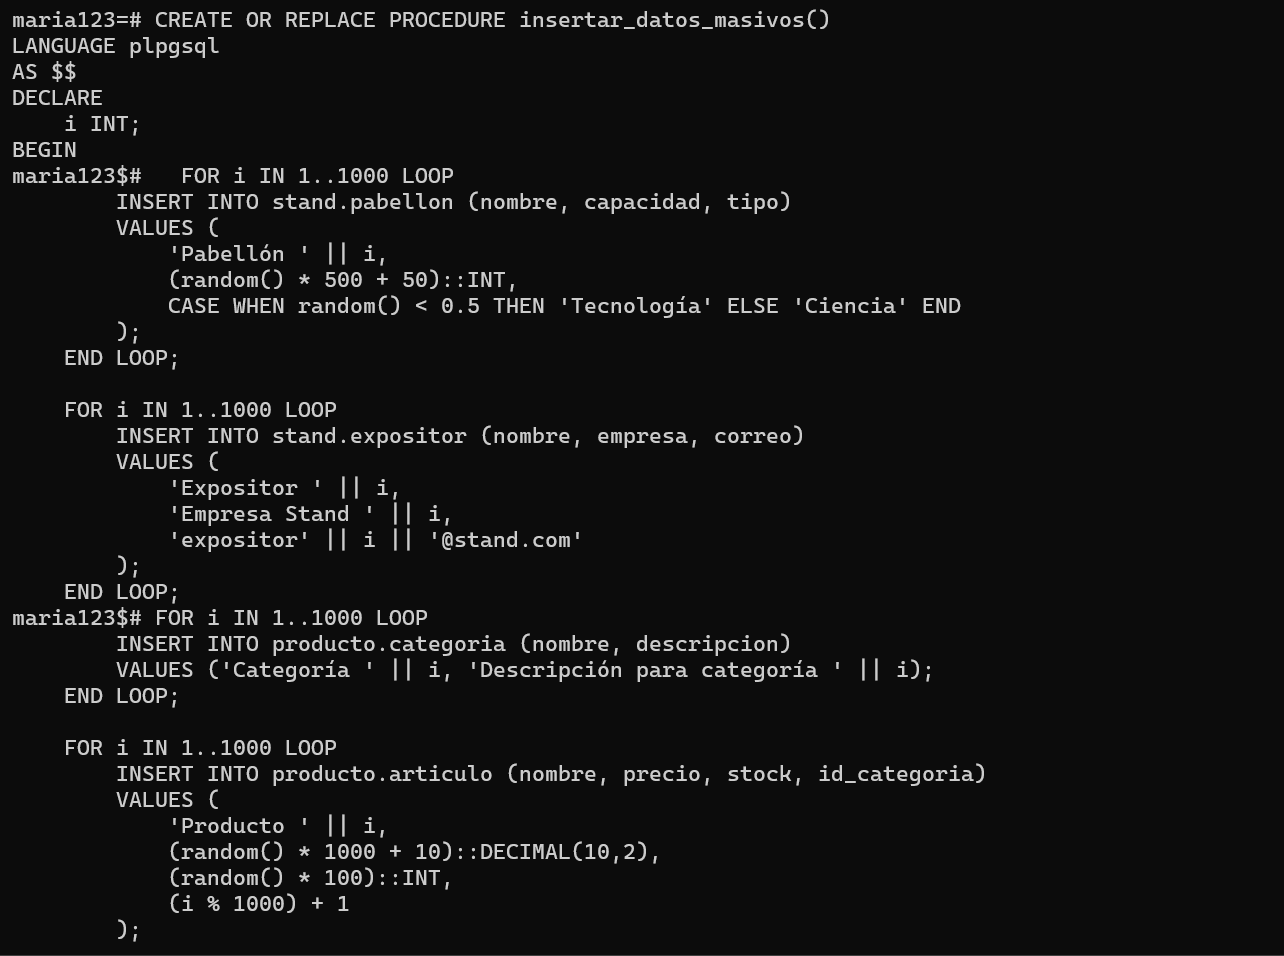 maria123=# CREATE OR REPLACE PROCEDURE insertar_datos_masivos()
LANGUAGE plpgsql
AS $$
DECLARE
    i INT;
BEGIN
maria123$#   FOR i IN 1..1000 LOOP
        INSERT INTO stand.pabellon (nombre, capacidad, tipo)
        VALUES (
            'Pabellón ' || i,
            (random() * 500 + 50)::INT,
            CASE WHEN random() < 0.5 THEN 'Tecnología' ELSE 'Ciencia' END
        );
    END LOOP;

    FOR i IN 1..1000 LOOP
        INSERT INTO stand.expositor (nombre, empresa, correo)
        VALUES (
            'Expositor ' || i,
            'Empresa Stand ' || i,
            'expositor' || i || '@stand.com'
        );
    END LOOP;
maria123$# FOR i IN 1..1000 LOOP
        INSERT INTO producto.categoria (nombre, descripcion)
        VALUES ('Categoría ' || i, 'Descripción para categoría ' || i);
    END LOOP;

    FOR i IN 1..1000 LOOP
        INSERT INTO producto.articulo (nombre, precio, stock, id_categoria)
        VALUES (
            'Producto ' || i,
            (random() * 1000 + 10)::DECIMAL(10,2),
            (random() * 100)::INT,
            (i % 1000) + 1
        );